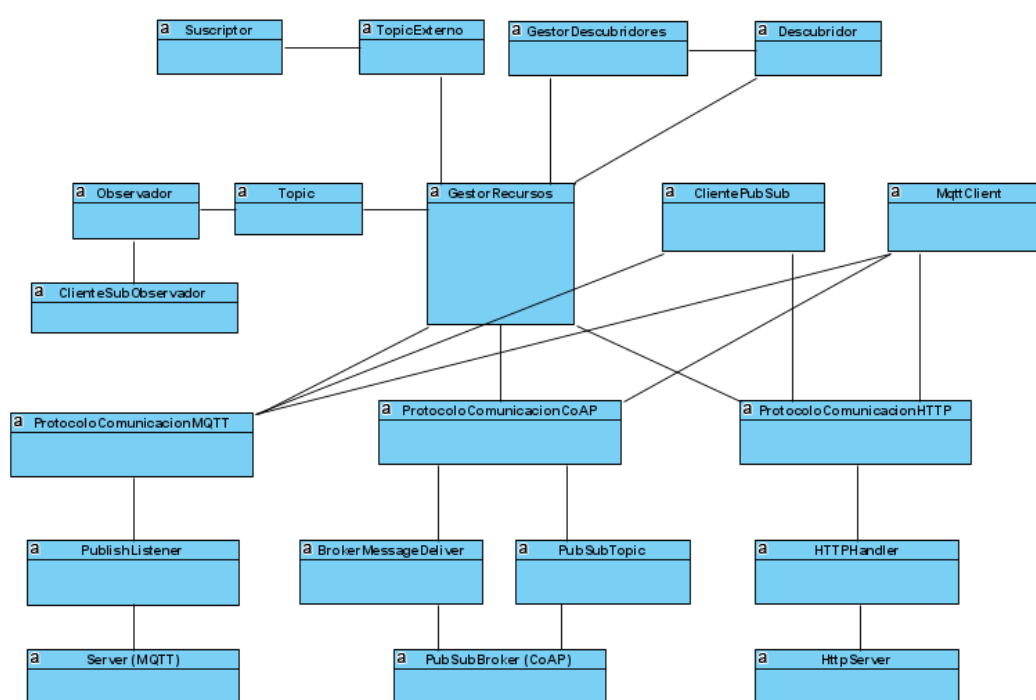 a Suscriptor
a TopicExterno
a GestorDescubridores
a Descubridor
a Observador
a Topic
a GestorRecursos
a ClientePubSub
a MqttClient
a ClienteSubObservador
a ProtocoloComunicacionMQTT
a ProtocoloComunicacionCoAP
a ProtocoloComunicacionHTTP
a PublishListener
a BrokerMessageDeliver
a PubSubTopic
a HTTPHandler
a Server (MQTT)
a PubSubBroker (CoAP)
a HttpServer